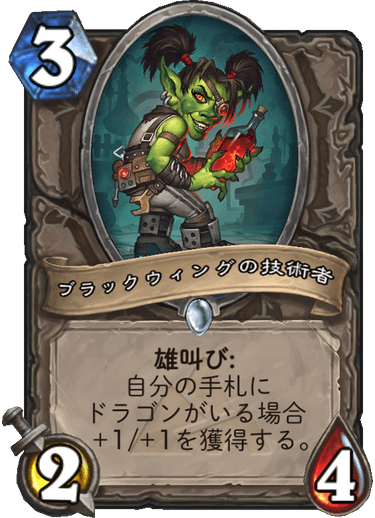 3
ブラックウィングの技術者
雄叫び:
自分の手札に
ドラゴンがいる場合
+1/+1を獲得する。
2
4